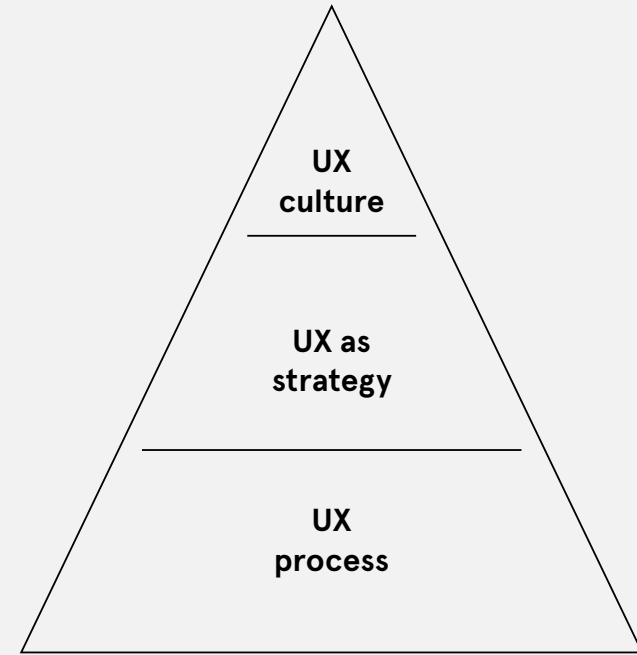 UX
culture
UX as
strategy
UX
process